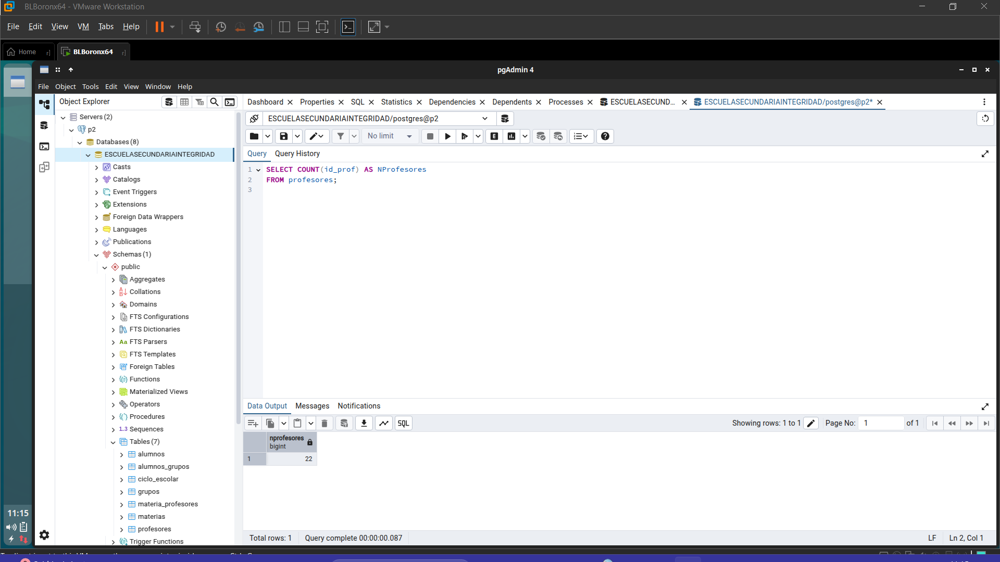 BLBoronx64 - VMware Workstation
File Edit View VM Tabs Help
Home
BLBoronx64
pgAdmin 4
File Object Tools Edit View Window Help
Object Explorer
Dashboard Properties SQL Statistics Dependencies Dependents Processes ESCUELASECUND... ESCUELASECUNDARIAINTEGRIDAD/postgres@p2*
Servers (2)
p2
Databases (8)
ESCUELASECUNDARIAINTEGRIDAD
Casts
Catalogs
Event Triggers
Extensions
Foreign Data Wrappers
Languages
Publications
Schemas (1)
public
Aggregates
Collations
Domains
FTS Configurations
FTS Dictionaries
Aa FTS Parsers
FTS Templates
Foreign Tables
Functions
Materialized Views
Operators
Procedures
1..3 Sequences
Tables (7)
alumnos
alumnos_grupos
ciclo_escolar
grupos
materia_profesores
materias
profesores
Trigger Functions
ESCUELASECUNDARIAINTEGRIDAD/postgres@p2
No limit
E
Query Query History
1 SELECT COUNT(id_prof) AS NProfesores
2 FROM profesores;
3
Data Output Messages Notifications
SQL
Showing rows: 1 to 1
Page No: 1 of 1
nprofesores
bigint
1 22
Total rows: 1
Query complete 00:00:00.087
LF
Ln 2, Col 1
11:15